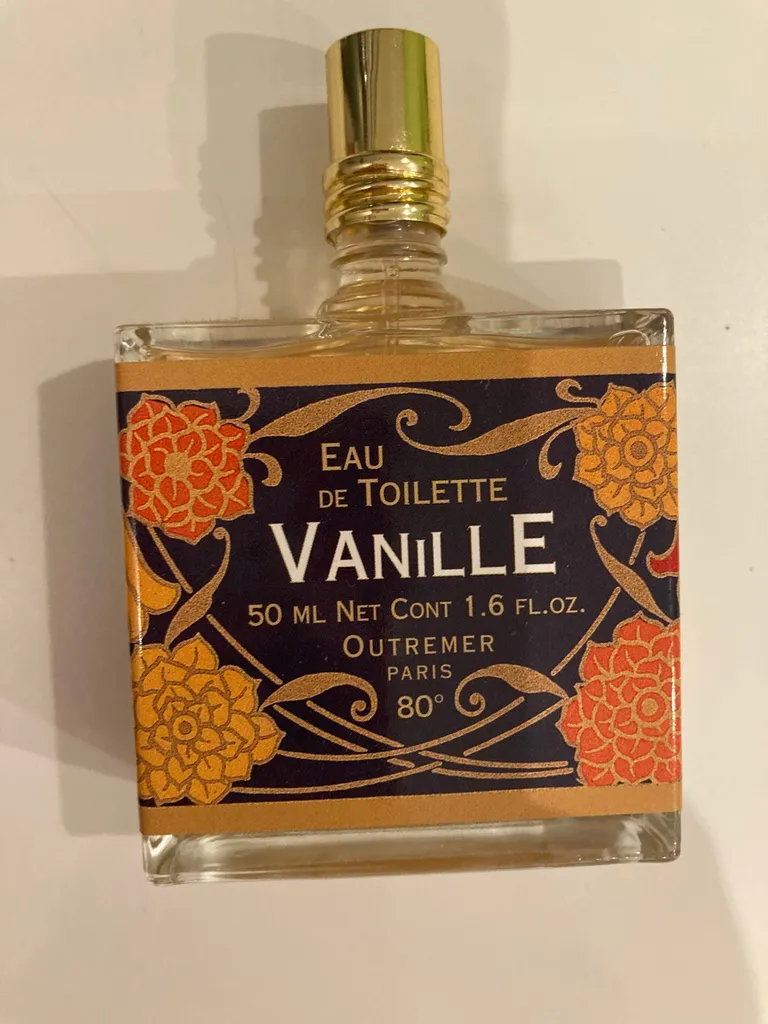 EAU
DE TOILETTE
VANiLLE
50 ML NET CONT 1.6 FL.OZ.
OUTREMER
PARIS
80°